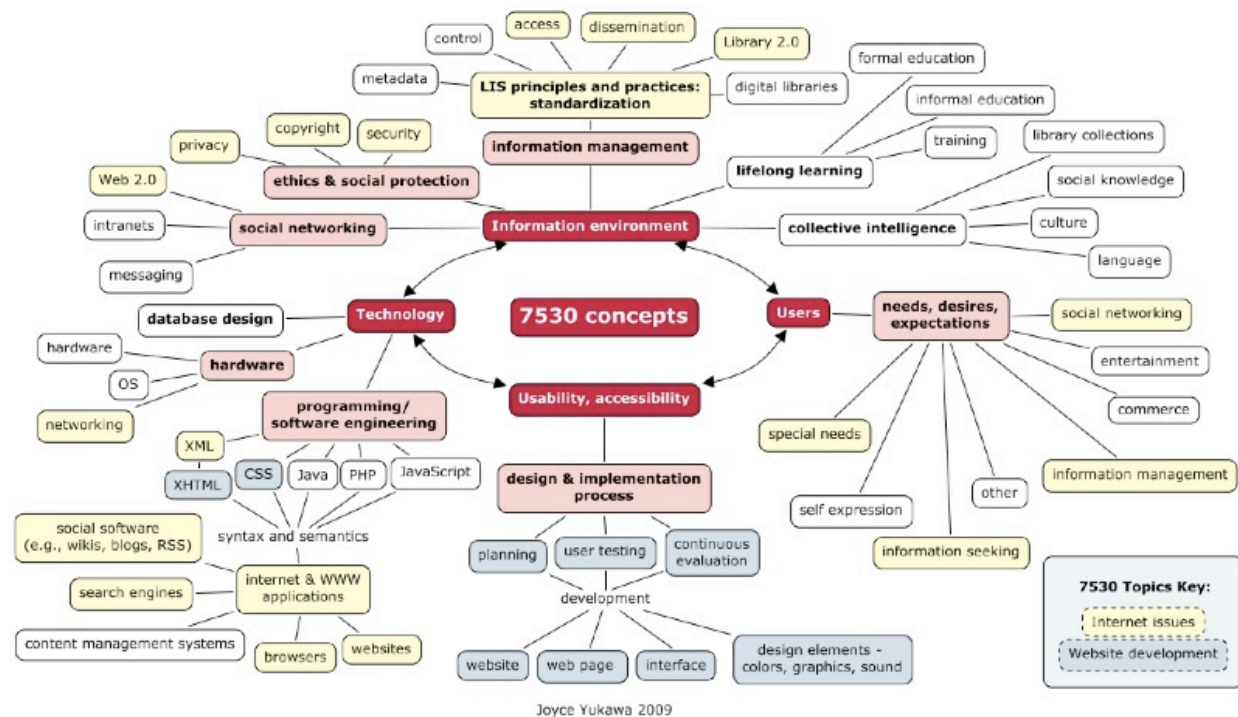 access
dissemination
control
Library 2.0
metadata
LIS principles and practices:
standardization
digital libraries
formal education
informal education
library collections
training
copyright
security
privacy
information management
lifelong learning
social knowledge
Web 2.0
ethics & social protection
intranets
social networking
Information environment
collective intelligence
culture
language
messaging
database design
Technology
7530 concepts
Users
needs, desires,
expectations
social networking
hardware
hardware
OS
networking
entertainment
commerce
programming/
software engineering
Usability, accessibility
special needs
information management
XML
XHTML
CSS
Java
PHP
JavaScript
design & implementation
process
self expression
other
information seeking
social software
(e.g., wikis, blogs, RSS)
syntax and semantics
planning
user testing
continuous
evaluation
search engines
internet & WWW
applications
development
content management systems
browsers
websites
website
web page
interface
design elements -
colors, graphics, sound
7530 Topics Key:
Internet issues
Website development
Joyce Yukawa 2009